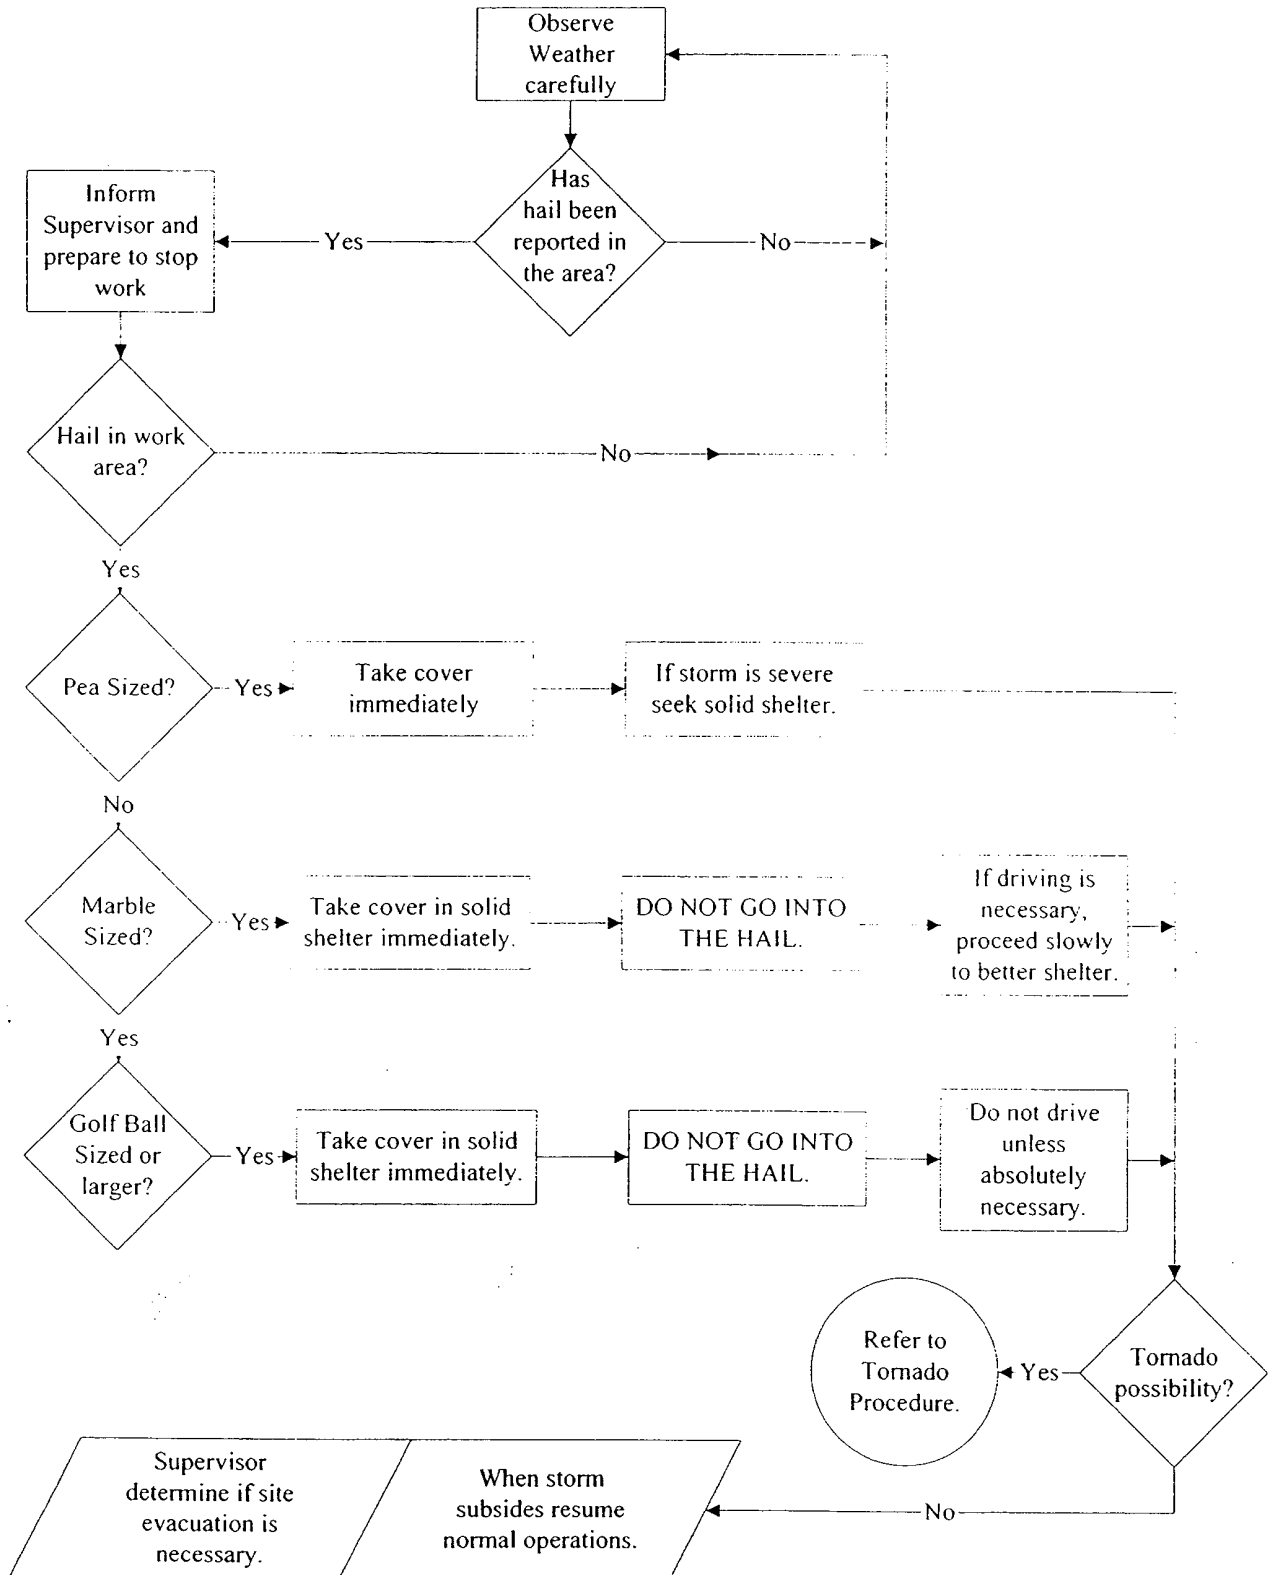 Observe
Weather
carefully
Has
hail been
reported in
the area?
Yes
No
Inform
Supervisor and
prepare to stop
work
Hail in work
area?
No
Yes
Pea Sized?
Yes
Take cover
immediately
If storm is severe
seek solid shelter.
No
Marble
Sized?
Yes
Take cover in solid
shelter immediately.
DO NOT GO INTO
THE HAIL.
If driving is
necessary,
proceed slowly
to better shelter.
Yes
Golf Ball
Sized or
larger?
Yes
Take cover in solid
shelter immediately.
DO NOT GO INTO
THE HAIL.
Do not drive
unless
absolutely
necessary.
Tornado
possibility?
Yes
Refer to
Tornado
Procedure.
No
Supervisor
determine if site
evacuation is
necessary.
When storm
subsides resume
normal operations.